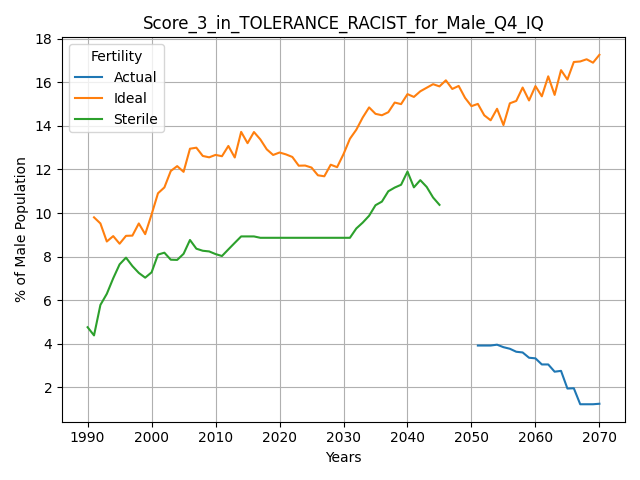 Score_3_in_TOLERANCE_RACIST_for_Male_Q4_IQ
Fertility
Actual
Ideal
Sterile
% of Male Population
18
16
14
12
10
8
6
4
2
1990 2000 2010 2020 2030 2040 2050 2060 2070
Years